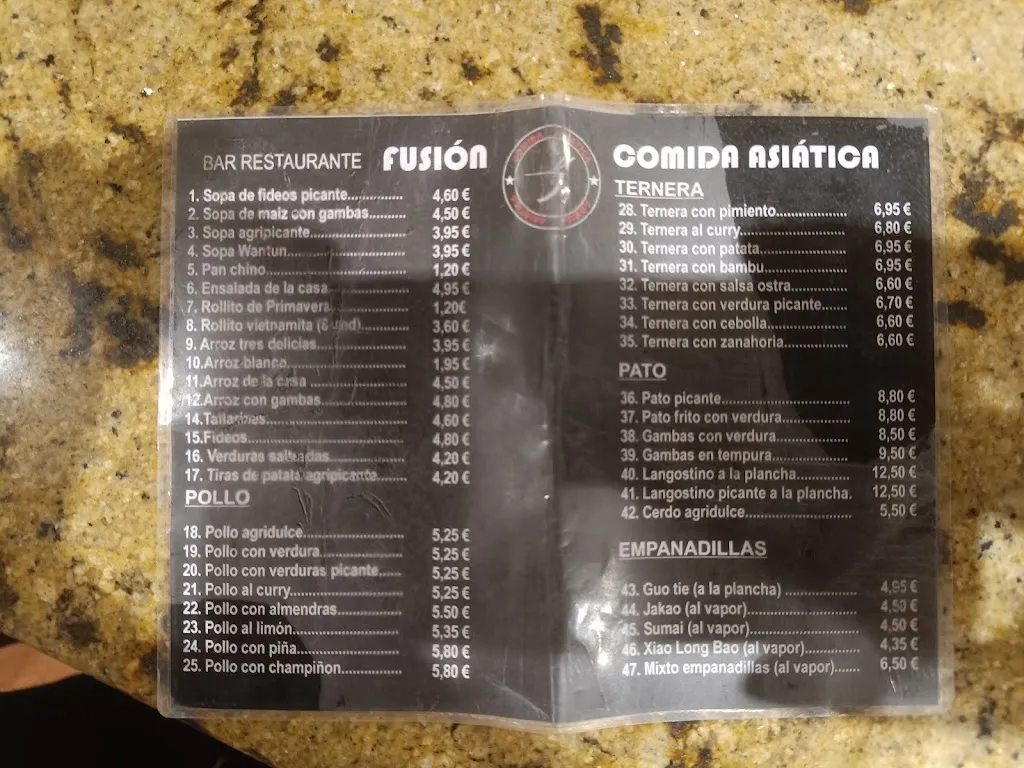 BAR RESTAURANTE FUSIÓN
1. Sopa de fideos picante............ 4,60 €
2. Sopa de maiz con gambas......... 4,50 €
3. Sopa agripicante....................... 3,95 €
4. Sopa Wantun............................ 3,95 €
5. Pan chino................................. 1,20 €
6. Ensalada de la casa.................. 4,95 €
7. Rollito de Primavera.................. 1,20€
8. Rollito vietnamita (8 und)........... 3,60 €
9. Arroz tres delicias...................... 3,95 €
10.Arroz blanco............................. 1,95 €
11.Arroz de la casa ....................... 4,50 €
12.Arroz con gambas.................... 4,80 €
14.Tallarines.................................. 4,60 €
15.Fideos...................................... 4,80 €
16. Verduras salteadas.................. 4,20 €
17. Tiras de patata agripicante....... 4,20 €
POLLO
18. Pollo agridulce......................... 5,25 €
19. Pollo con verdura..................... 5,25 €
20. Pollo con verduras picante...... 5,25 €
21. Pollo al curry............................ 5,25 €
22. Pollo con almendras................ 5.50 €
23. Pollo al limón........................... 5,35 €
24. Pollo con piña.......................... 5,80 €
25. Pollo con champiñon............... 5,80 €
COMIDA ASIÁTICA
TERNERA
28. Ternera con pimiento................. 6,95 €
29. Ternera al curry......................... 6,80 €
30. Ternera con patata..................... 6,95 €
31. Ternera con bambu.................... 6,95 €
32. Ternera con salsa ostra.............. 6,60 €
33. Ternera con verdura picante...... 6,70 €
34. Ternera con cebolla................... 6,60 €
35. Ternera con zanahoria............... 6,60 €
PATO
36. Pato picante............................... 8,80 €
37. Pato frito con verdura................. 8,80 €
38. Gambas con verdura.................. 8,50 €
39. Gambas en tempura................... 9,50 €
40. Langostino a la plancha............. 12,50 €
41. Langostino picante a la plancha. 12,50 €
42. Cerdo agridulce.......................... 5,50 €
EMPANADILLAS
43. Guo tie (a la plancha) ................. 4,95 €
44. Jakao (al vapor).......................... 4,50 €
45. Sumai (al vapor).......................... 4,50 €
46. Xiao Long Bao (al vapor)............. 4,35 €
47. Mixto empanadillas (al vapor)...... 6,50 €